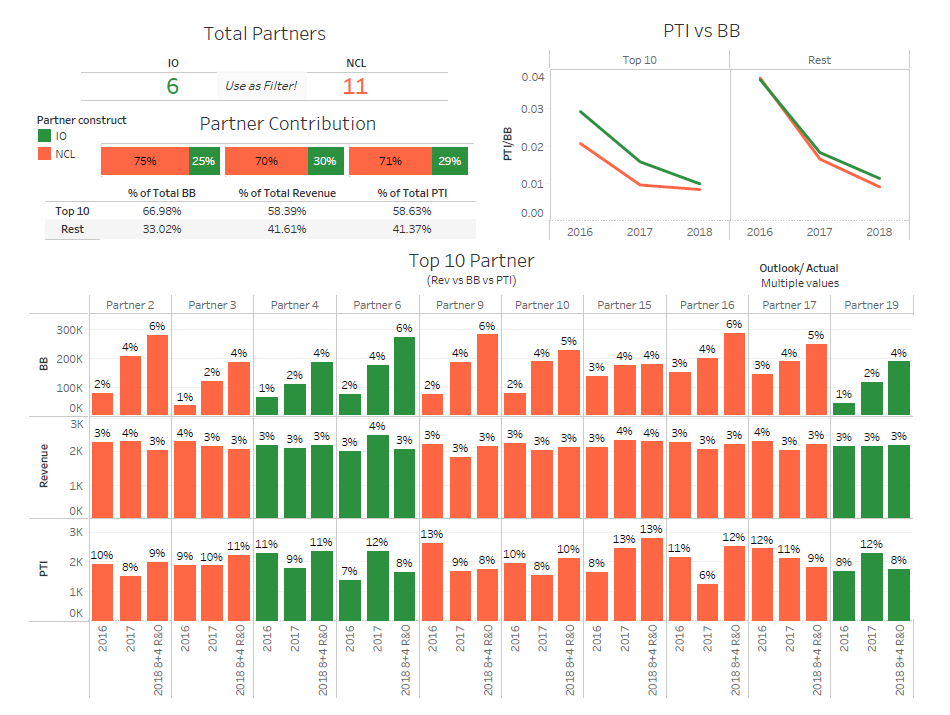 Total Partners
IO NCL
6 Use as Filter! 11
Partner construct
IO
NCL
Partner Contribution
75% 25% 70% 30% 71% 29%
% of Total BB % of Total Revenue % of Total PTI
Top 10 66.98% 58.39% 58.63%
Rest 33.02% 41.61% 41.37%
PTI vs BB
Top 10 Rest
PTI/BB
0.04
0.03
0.02
0.01
0.00
2016 2017 2018 2016 2017 2018
Top 10 Partner
(Rev vs BB vs PTI)
Outlook/ Actual
Multiple values
Partner 2 Partner 3 Partner 4 Partner 6 Partner 9 Partner 10 Partner 15 Partner 16 Partner 17 Partner 19
BB
300K
200K
100K
0K
2% 4% 6% 1% 2% 4% 1% 2% 4% 2% 4% 6% 2% 4% 6% 2% 4% 5% 3% 4% 4% 3% 4% 6% 3% 4% 5% 1% 2% 4%
Revenue
3K
2K
1K
0K
3% 4% 3% 4% 3% 3% 3% 3% 3% 3% 4% 3% 3% 3% 3% 3% 3% 3% 3% 4% 4% 3% 3% 3% 4% 3% 3% 3% 3% 3%
PTI
3K
2K
1K
0K
10% 8% 9% 9% 10% 11% 11% 9% 11% 7% 12% 8% 13% 9% 8% 10% 8% 10% 8% 13% 13% 11% 6% 12% 12% 11% 9% 8% 12% 8%
2016 2017 2018 8+4 R&O 2016 2017 2018 8+4 R&O 2016 2017 2018 8+4 R&O 2016 2017 2018 8+4 R&O 2016 2017 2018 8+4 R&O 2016 2017 2018 8+4 R&O 2016 2017 2018 8+4 R&O 2016 2017 2018 8+4 R&O 2016 2017 2018 8+4 R&O 2016 2017 2018 8+4 R&O